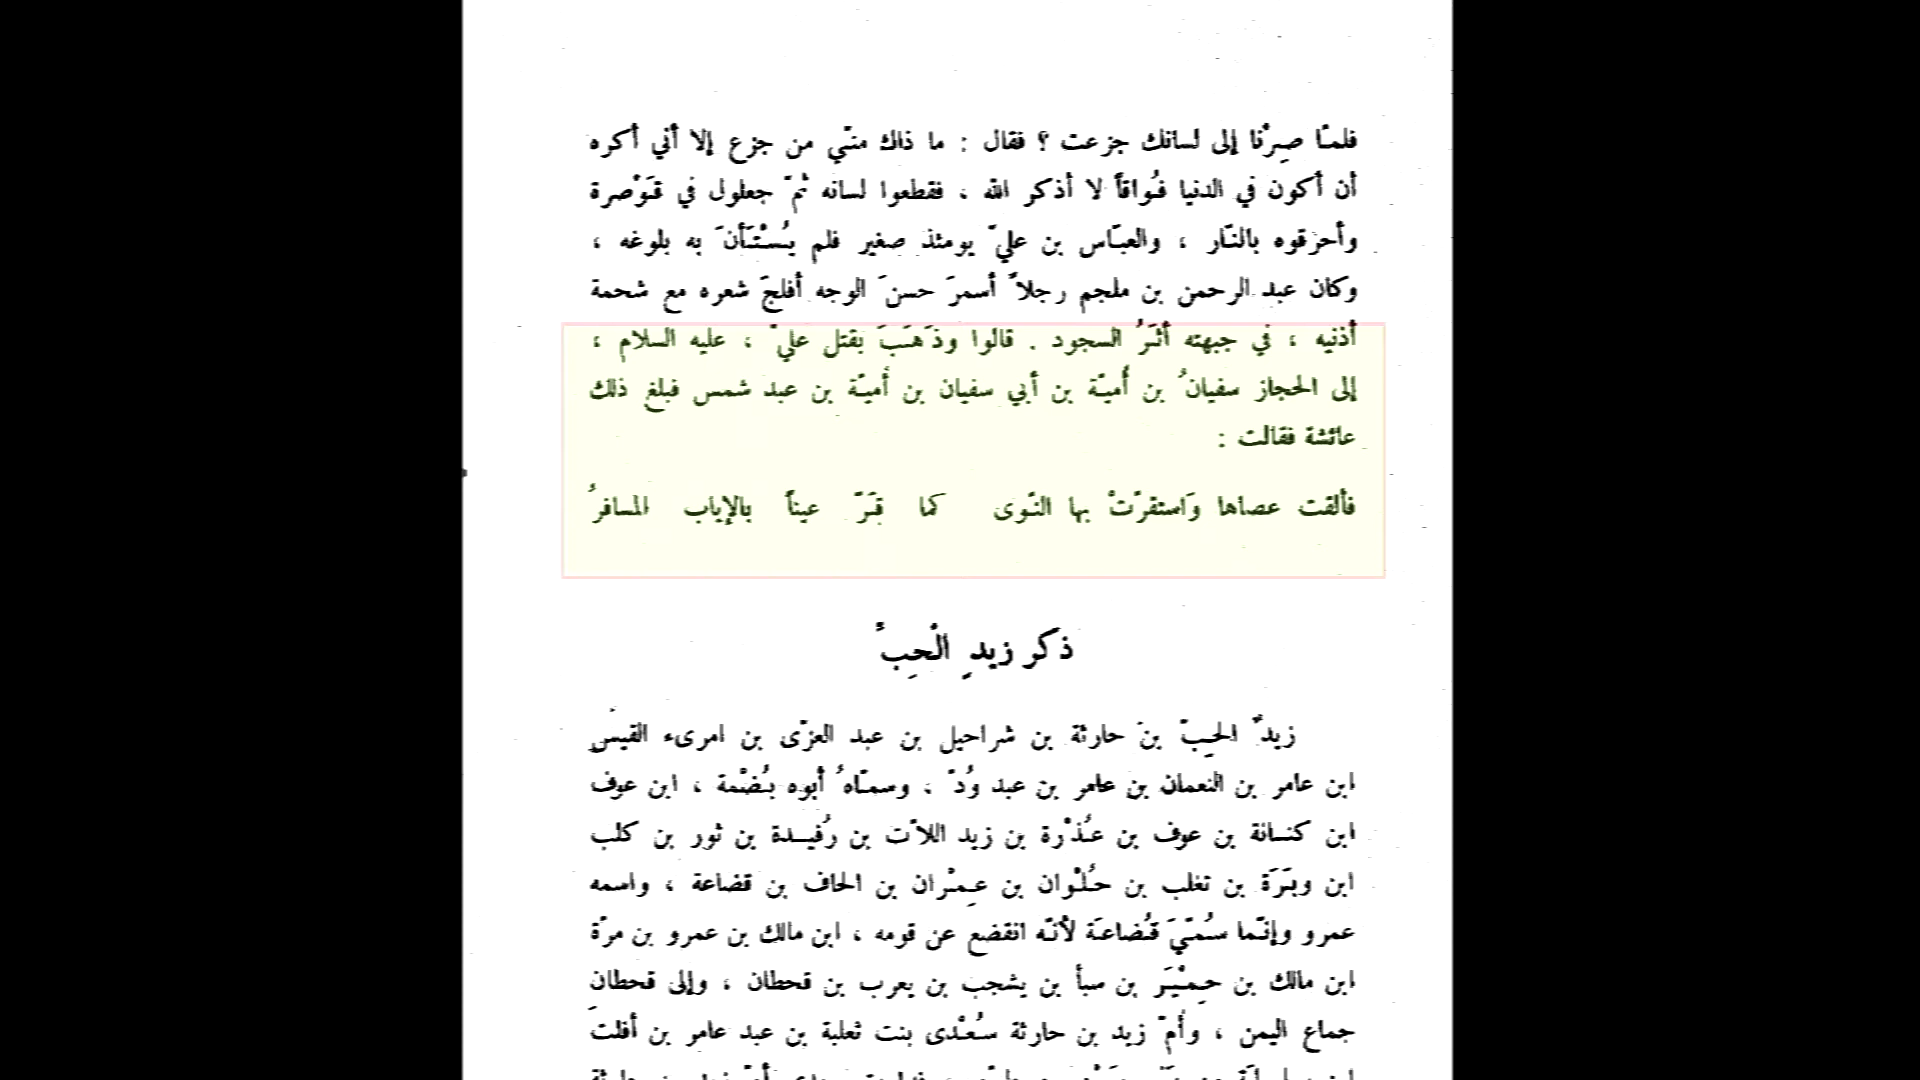 فلمّا صِرْنا إلى لسانك جزعت ؟ فقال : ما ذاك منّي من جزع إلا أني أكره
أن أكون في الدنيا فُواقاً لا أذكر الله ، فقطعوا لسانه ثمّ جعلول في قَوْصرة
وأحرقوه بالنّار ، والعبّاس بن عليّ يومئذ صغير فلم يُسْتَأنَ به بلوغه ،
وكان عبد الرحمن بن ملجم رجلاً أسمرَ حسنَ الوجه أفلجَ شعره مع شحمة
أذنيه ، في جبهته أثَرُ السجود . قالوا وذَهَبَ بقتل عليّ ، عليه السلام ،
إلى الحجاز سفيانُ بن أُميّة بن أبي سفيان بن أُميّة بن عبد شمس فبلغ ذلك
عائشة فقالت :
فألقت عصاها وَاستقرّتْ بها النّوى كما قَرّ عيناً بالإياب المسافرُ
ذكر زيدِ الْحِبّ
زيدٌ الحِبّ بنُ حارثة بن شراحيل بن عبد العزّى بن امرىء القيس
ابن عامر بن النعمان بن عامر بن عبد وُدّ ، وسمّاهُ أبوه بُضْمة ، ابن عوف
ابن كنانة بن عوف بن عُذْرة بن زيد اللاّت بن رُفيدة بن ثور بن كلب
ابن وبَرَة بن تغلب بن حُلْوان بن عِمْران بن الحاف بن قضاعة ، واسمه
عمرو وإنّما سُمّيَ قُضاعَة لأنّه انقضع عن قومه ، ابن مالك بن عمرو بن مرّة
ابن مالك بن حِمْيَر بن سبأ بن يشجب بن يعرب بن قحطان ، وإلى قحطان
جماع اليمن ، وأمّ زيد بن حارثة سُعْدى بنت ثعلبة بن عبد عامر بن أفلت